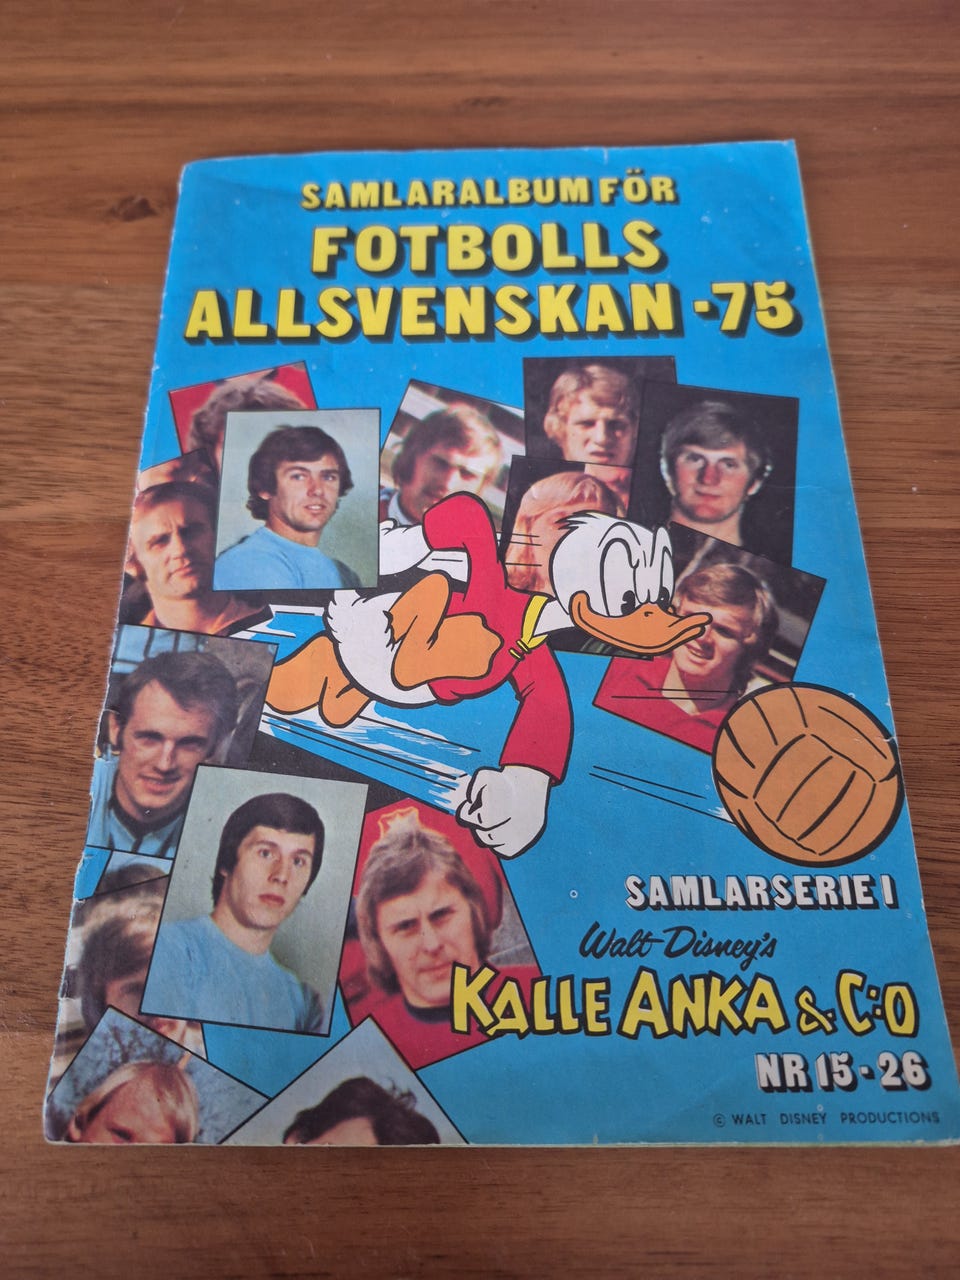 SAMLARALBUM FÖR
FOTBOLLS
ALLSVENSKAN -75
SAMLARSERIE I
Walt Disney's
KALLE ANKA & C:O
NR 15-26
© WALT DISNEY PRODUCTIONS